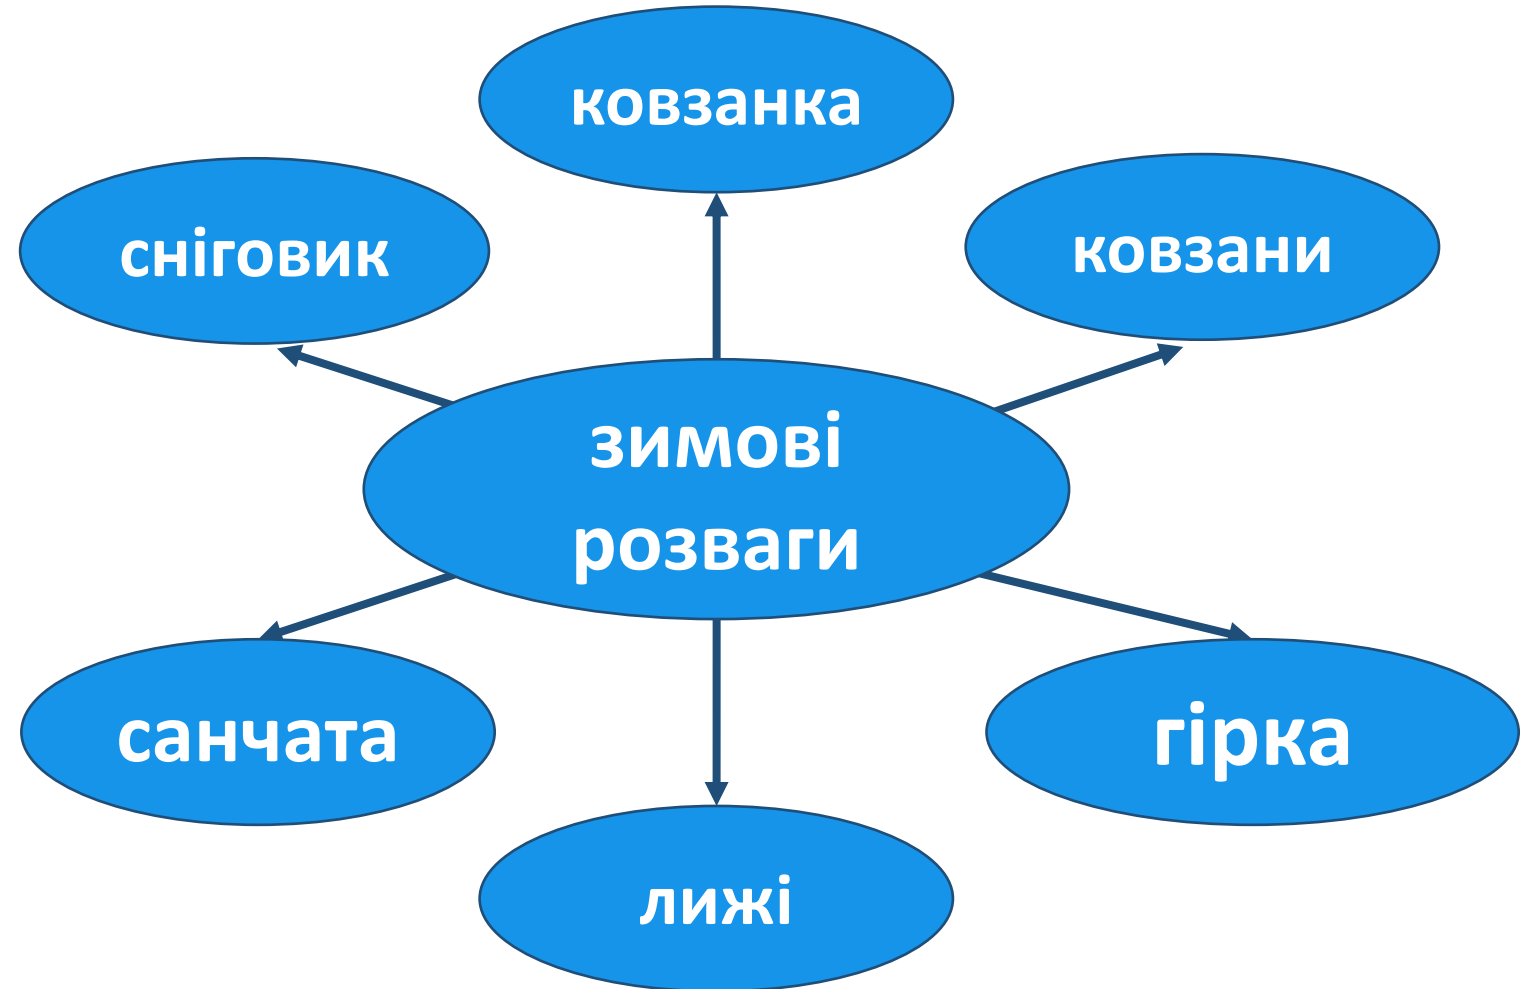 ковзанка
сніговик
ковзани
зимові
розваги
санчата
гірка
лижі